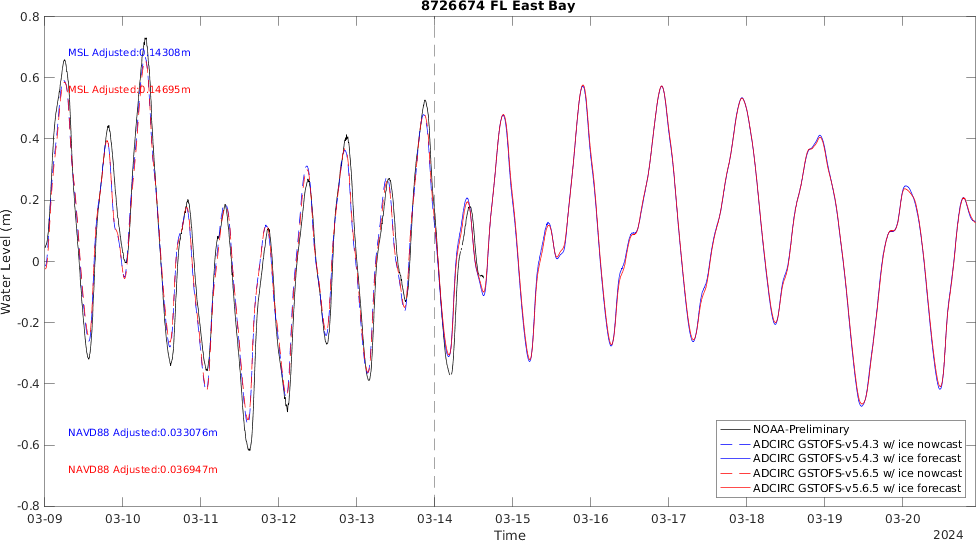 8726674 FL East Bay
0.8
0.6
0.4
0.2
0
-0.2
-0.4
-0.6
-0.8
Water Level (m)
MSL Adjusted:0.14308m
MSL Adjusted:0.14695m
NAVD88 Adjusted:0.033076m
NAVD88 Adjusted:0.036947m
NOAA-Preliminary
ADCIRC GSTOFS-v5.4.3 w/ ice nowcast
ADCIRC GSTOFS-v5.4.3 w/ ice forecast
ADCIRC GSTOFS-v5.6.5 w/ ice nowcast
ADCIRC GSTOFS-v5.6.5 w/ ice forecast
03-09 03-10 03-11 03-12 03-13 03-14 03-15 03-16 03-17 03-18 03-19 03-20
Time
2024